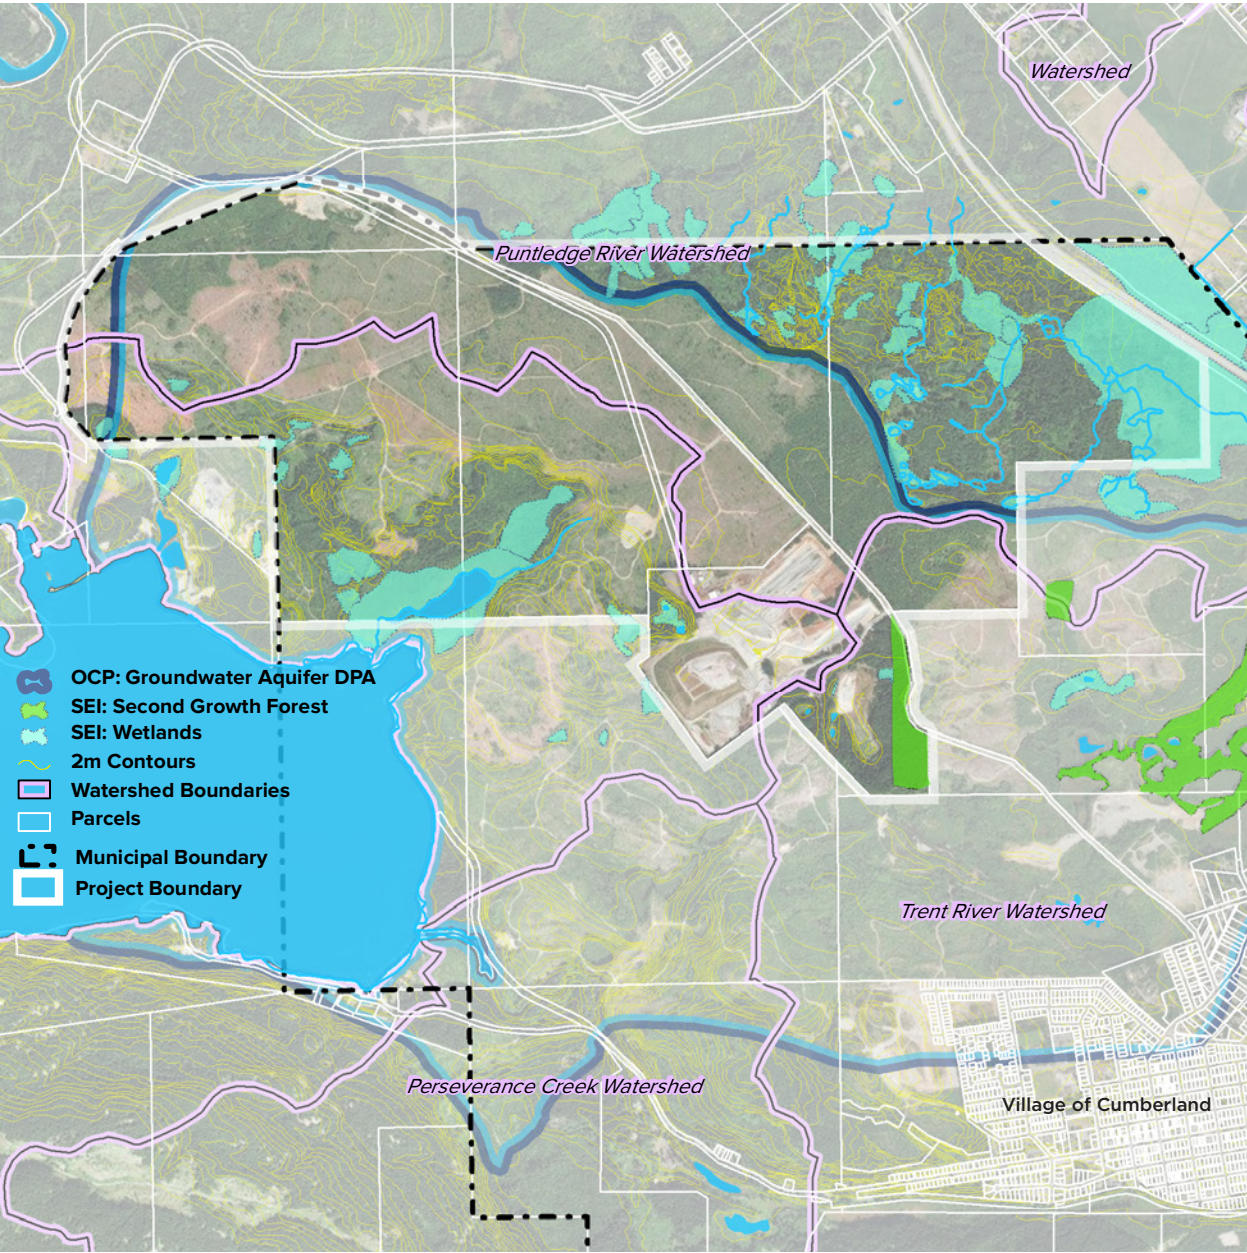 Watershed
Puntledge River Watershed
OCP: Groundwater Aquifer DPA
SEI: Second Growth Forest
SEI: Wetlands
2m Contours
Watershed Boundaries
Parcels
Municipal Boundary
Project Boundary
Trent River Watershed
Perseverance Creek Watershed
Village of Cumberland